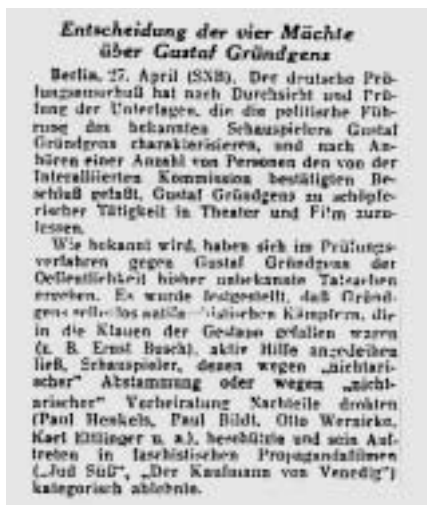 Entscheidung der vier Mächte
über Gustaf Gründgens
Berlin, 27. April (SNB). Der deutsche Prü-
fungsausschuß hat nach Durchsicht und Prü-
fung der Unterlagen, die die politische Füh-
rung des bekannten Schauspielers Gustaf
Gründgens charakterisieren, und nach An-
hören einer Anzahl von Personen den von der
Interalliierten Kommission bestätigten Be-
schluß gefaßt, Gustaf Gründgens zu schöpfe-
rischer Tätigkeit in Theater und Film zuzu-
lassen.
Wie bekannt wird, haben sich im Prüfungs-
verfahren gegen Gustaf Gründgens der
Oeffentlichkeit bisher unbekannte Tatsachen
ergeben. Es wurde festgestellt, daß Gründ-
gens selbstlos antifaschistischen Kämpfern, die
in die Klauen der Gestapo gefallen waren
(z. B. Ernst Busch), aktiv Hilfe angedeihen
ließ, Schauspieler, denen wegen „nichtari-
scher" Abstammung oder wegen „nicht-
arischer" Verheiratung Nachteile drohten
(Paul Henkels, Paul Bildt, Otto Wernicke,
Karl Ettlinger u. a.), beschützte und sein Auf-
treten in faschistischen Propagandafilmen
(„Jud Süß", „Der Kaufmann von Venedig")
kategorisch ablehnte.